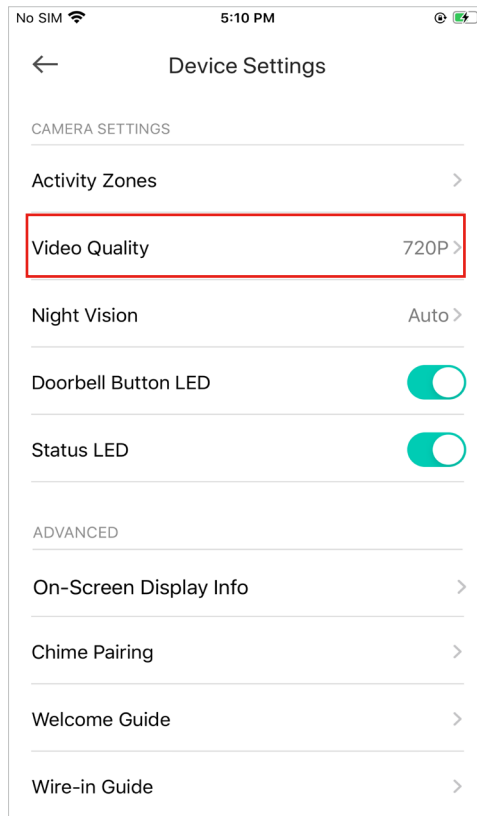 No SIM 5:10 PM
Device Settings
CAMERA SETTINGS
Activity Zones
Video Quality 720P
Night Vision Auto
Doorbell Button LED
Status LED
ADVANCED
On-Screen Display Info
Chime Pairing
Welcome Guide
Wire-in Guide